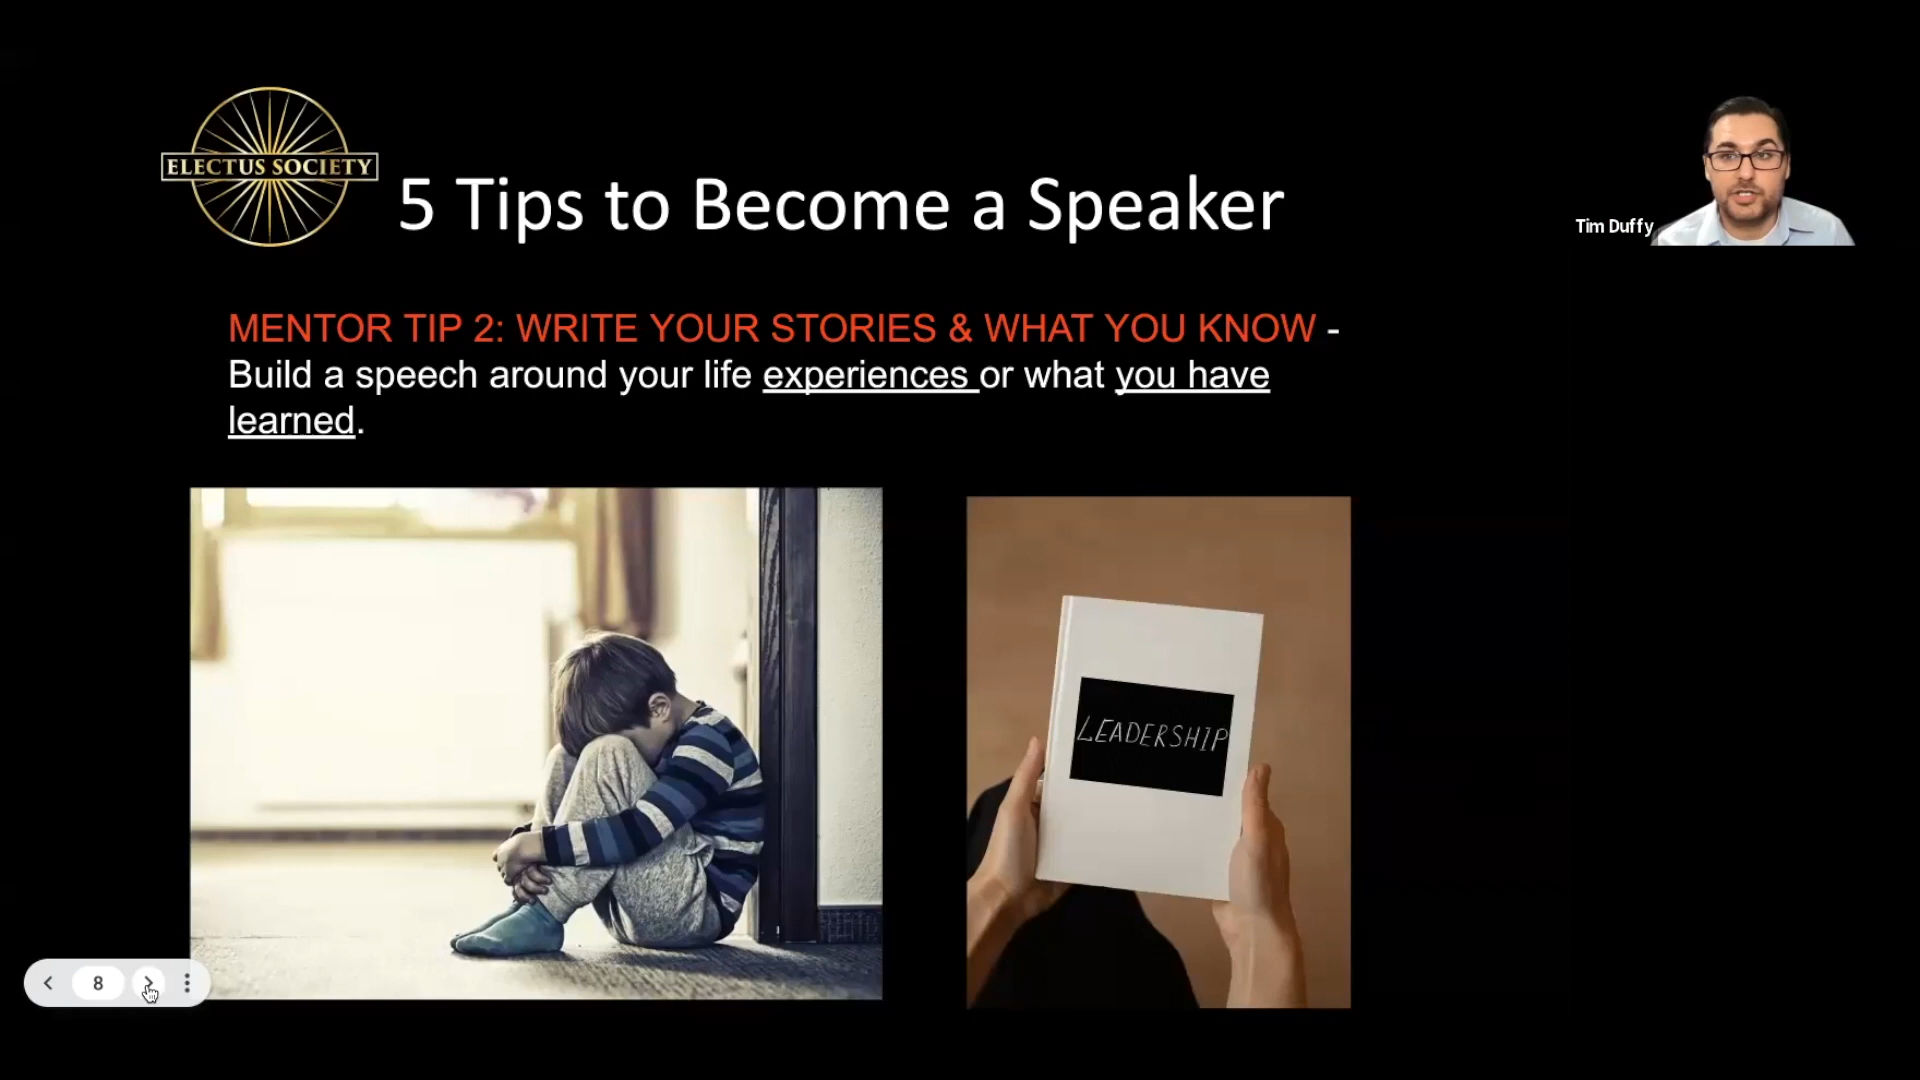 ELECTUS SOCIETY
5 Tips to Become a Speaker
Tim Duffy
MENTOR TIP 2: WRITE YOUR STORIES & WHAT YOU KNOW -
Build a speech around your life experiences or what you have
learned.
LEADERSHIP
8